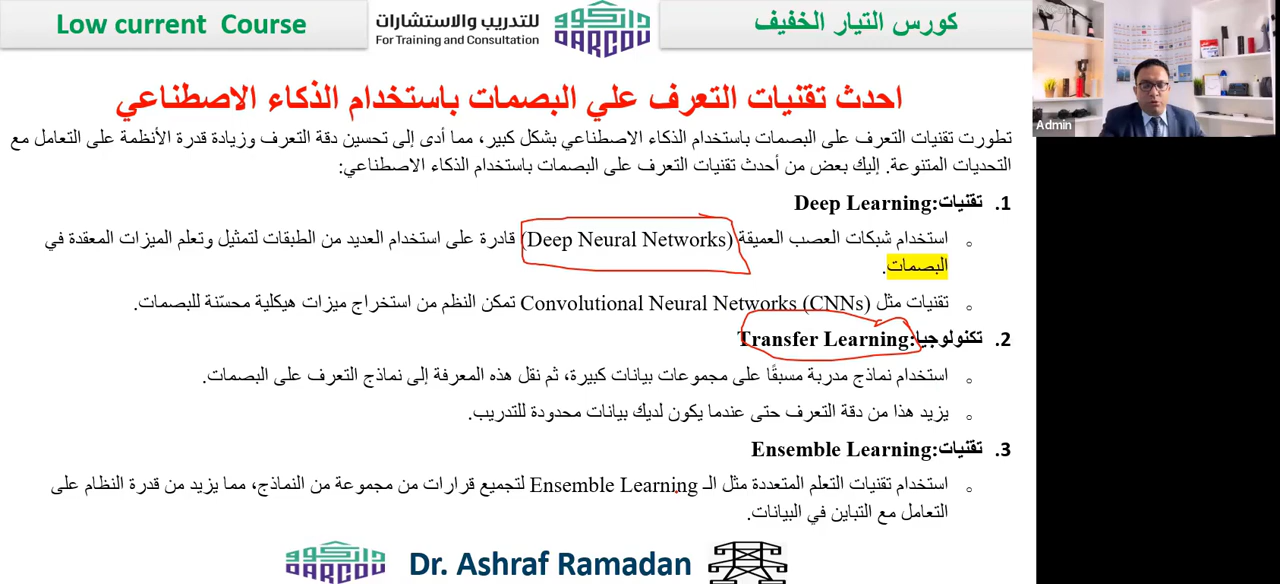 Low current Course
للتدريب والاستشارات
For Training and Consultation
داركو
DARCOU
كورس التيار الخفيف
Admin
احدث تقنيات التعرف علي البصمات باستخدام الذكاء الاصطناعي
تطورت تقنيات التعرف على البصمات باستخدام الذكاء الاصطناعي بشكل كبير، مما أدى إلى تحسين دقة التعرف وزيادة قدرة الأنظمة على التعامل مع
التحديات المتنوعة. إليك بعض من أحدث تقنيات التعرف على البصمات باستخدام الذكاء الاصطناعي:
1. تقنيات Deep Learning:
استخدام شبكات العصب العميقة (Deep Neural Networks) قادرة على استخدام العديد من الطبقات لتمثيل وتعلم الميزات المعقدة في
البصمات.
تقنيات مثل Convolutional Neural Networks (CNNs) تمكن النظم من استخراج ميزات هيكلية محسّنة للبصمات.
2. تكنولوجيا Transfer Learning:
استخدام نماذج مدربة مسبقًا على مجموعات بيانات كبيرة، ثم نقل هذه المعرفة إلى نماذج التعرف على البصمات.
يزيد هذا من دقة التعرف حتى عندما يكون لديك بيانات محدودة للتدريب.
3. تقنيات Ensemble Learning:
استخدام تقنيات التعلم المتعددة مثل الـ Ensemble Learning لتجميع قرارات من مجموعة من النماذج، مما يزيد من قدرة النظام على
التعامل مع التباين في البيانات.
داركو
DARCOU
Dr. Ashraf Ramadan